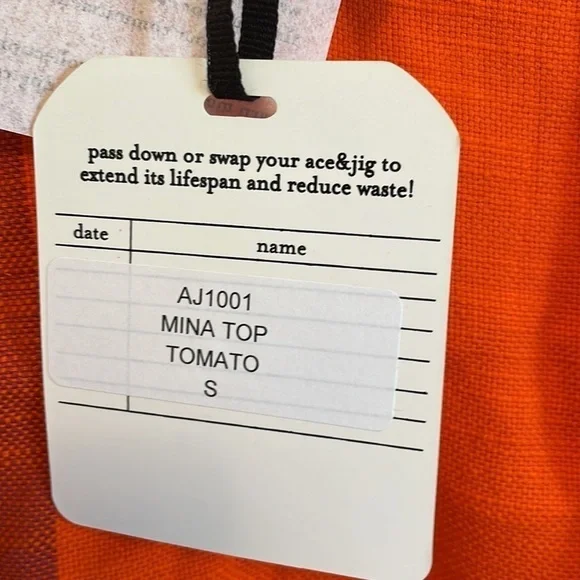 pass down or swap your ace&jig to
extend its lifespan and reduce waste!
date name
AJ1001
MINA TOP
TOMATO
S